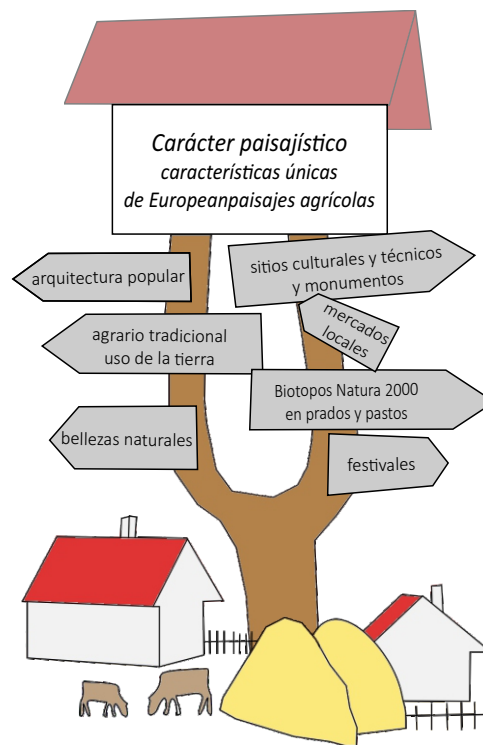 Carácter paisajístico
características únicas
de Europeanpaisajes agrícolas
sitios culturales y técnicos
y monumentos
arquitectura popular
mercados
locales
agrario tradicional
uso de la tierra
Biotopos Natura 2000
en prados y pastos
bellezas naturales
festivales